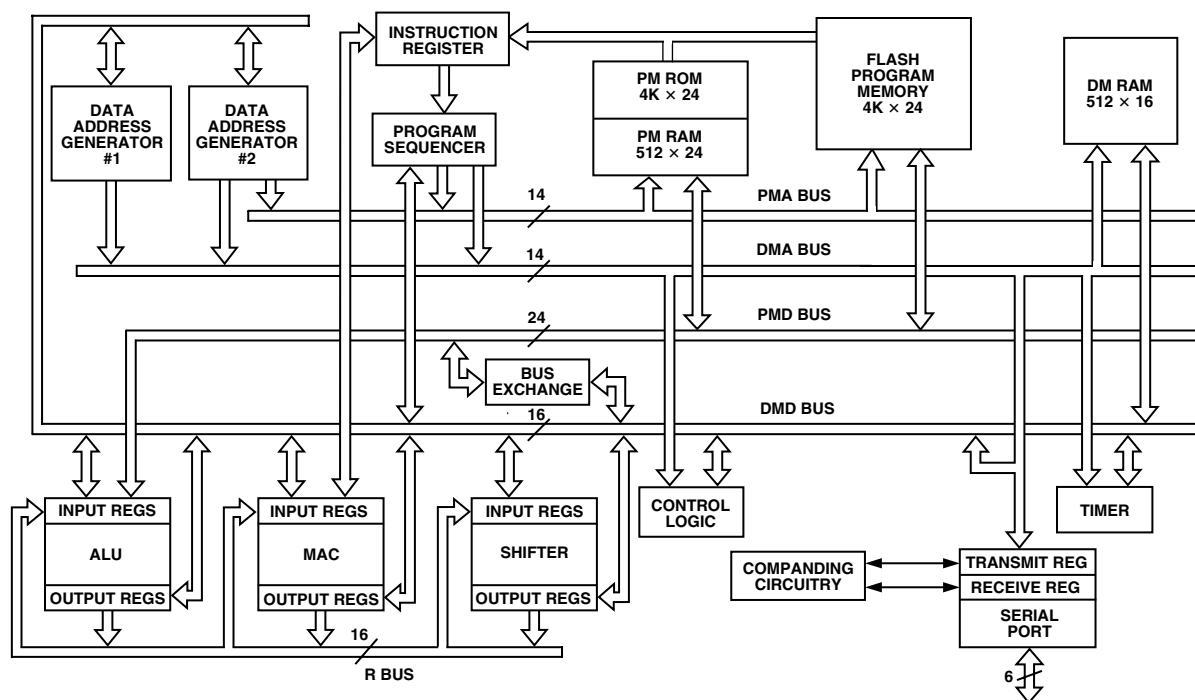 INSTRUCTION
REGISTER
FLASH
PROGRAM
MEMORY
4K × 24
PM ROM
4K × 24
PM RAM
512 × 24
DM RAM
512 × 16
DATA
ADDRESS
GENERATOR
#1
DATA
ADDRESS
GENERATOR
#2
PROGRAM
SEQUENCER
14
PMA BUS
14
DMA BUS
24
PMD BUS
BUS
EXCHANGE
16
DMD BUS
INPUT REGS
ALU
OUTPUT REGS
INPUT REGS
MAC
OUTPUT REGS
INPUT REGS
SHIFTER
OUTPUT REGS
CONTROL
LOGIC
TIMER
COMPANDING
CIRCUITRY
TRANSMIT REG
RECEIVE REG
SERIAL
PORT
16
R BUS
6